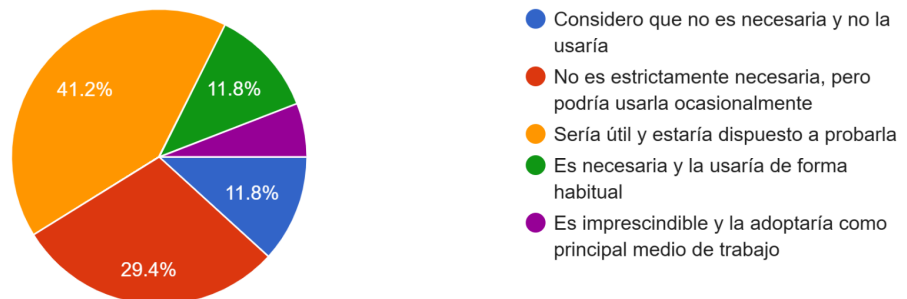 41.2%
11.8%
11.8%
29.4%
Considero que no es necesaria y no la
usaría
No es estrictamente necesaria, pero
podría usarla ocasionalmente
Sería útil y estaría dispuesto a probarla
Es necesaria y la usaría de forma
habitual
Es imprescindible y la adoptaría como
principal medio de trabajo